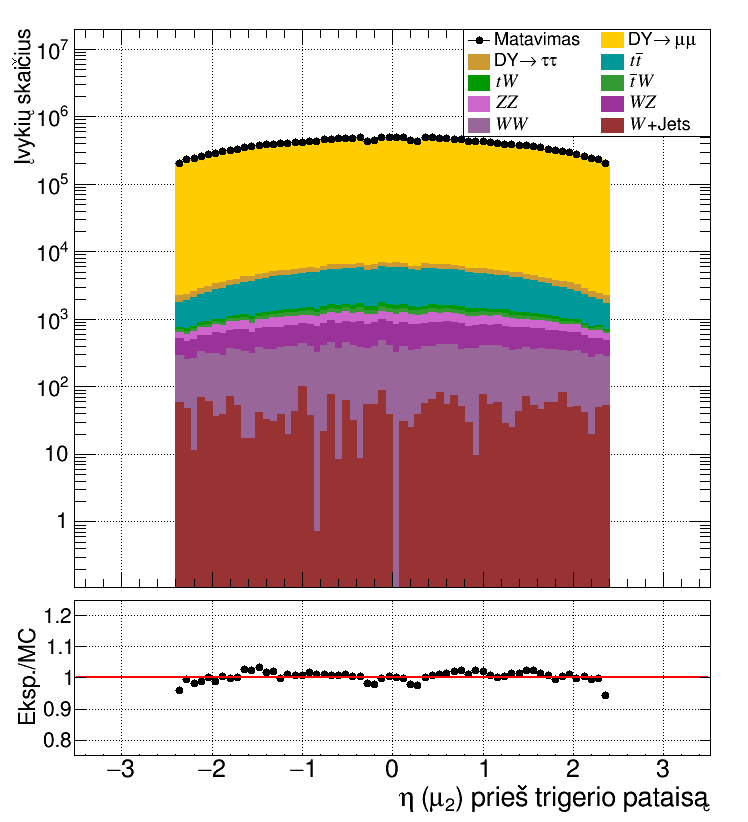 Įvykių skaičius
10⁷
10⁶
10⁵
10⁴
10³
10²
10
1
Matavimas
DY→ μμ
DY→ ττ
tt̄
tW
t̄W
ZZ
WZ
WW
W+Jets
Eksp./MC
1.2
1.1
1
0.9
0.8
−3 −2 −1 0 1 2 3
η (μ₂) prieš trigerio pataisą